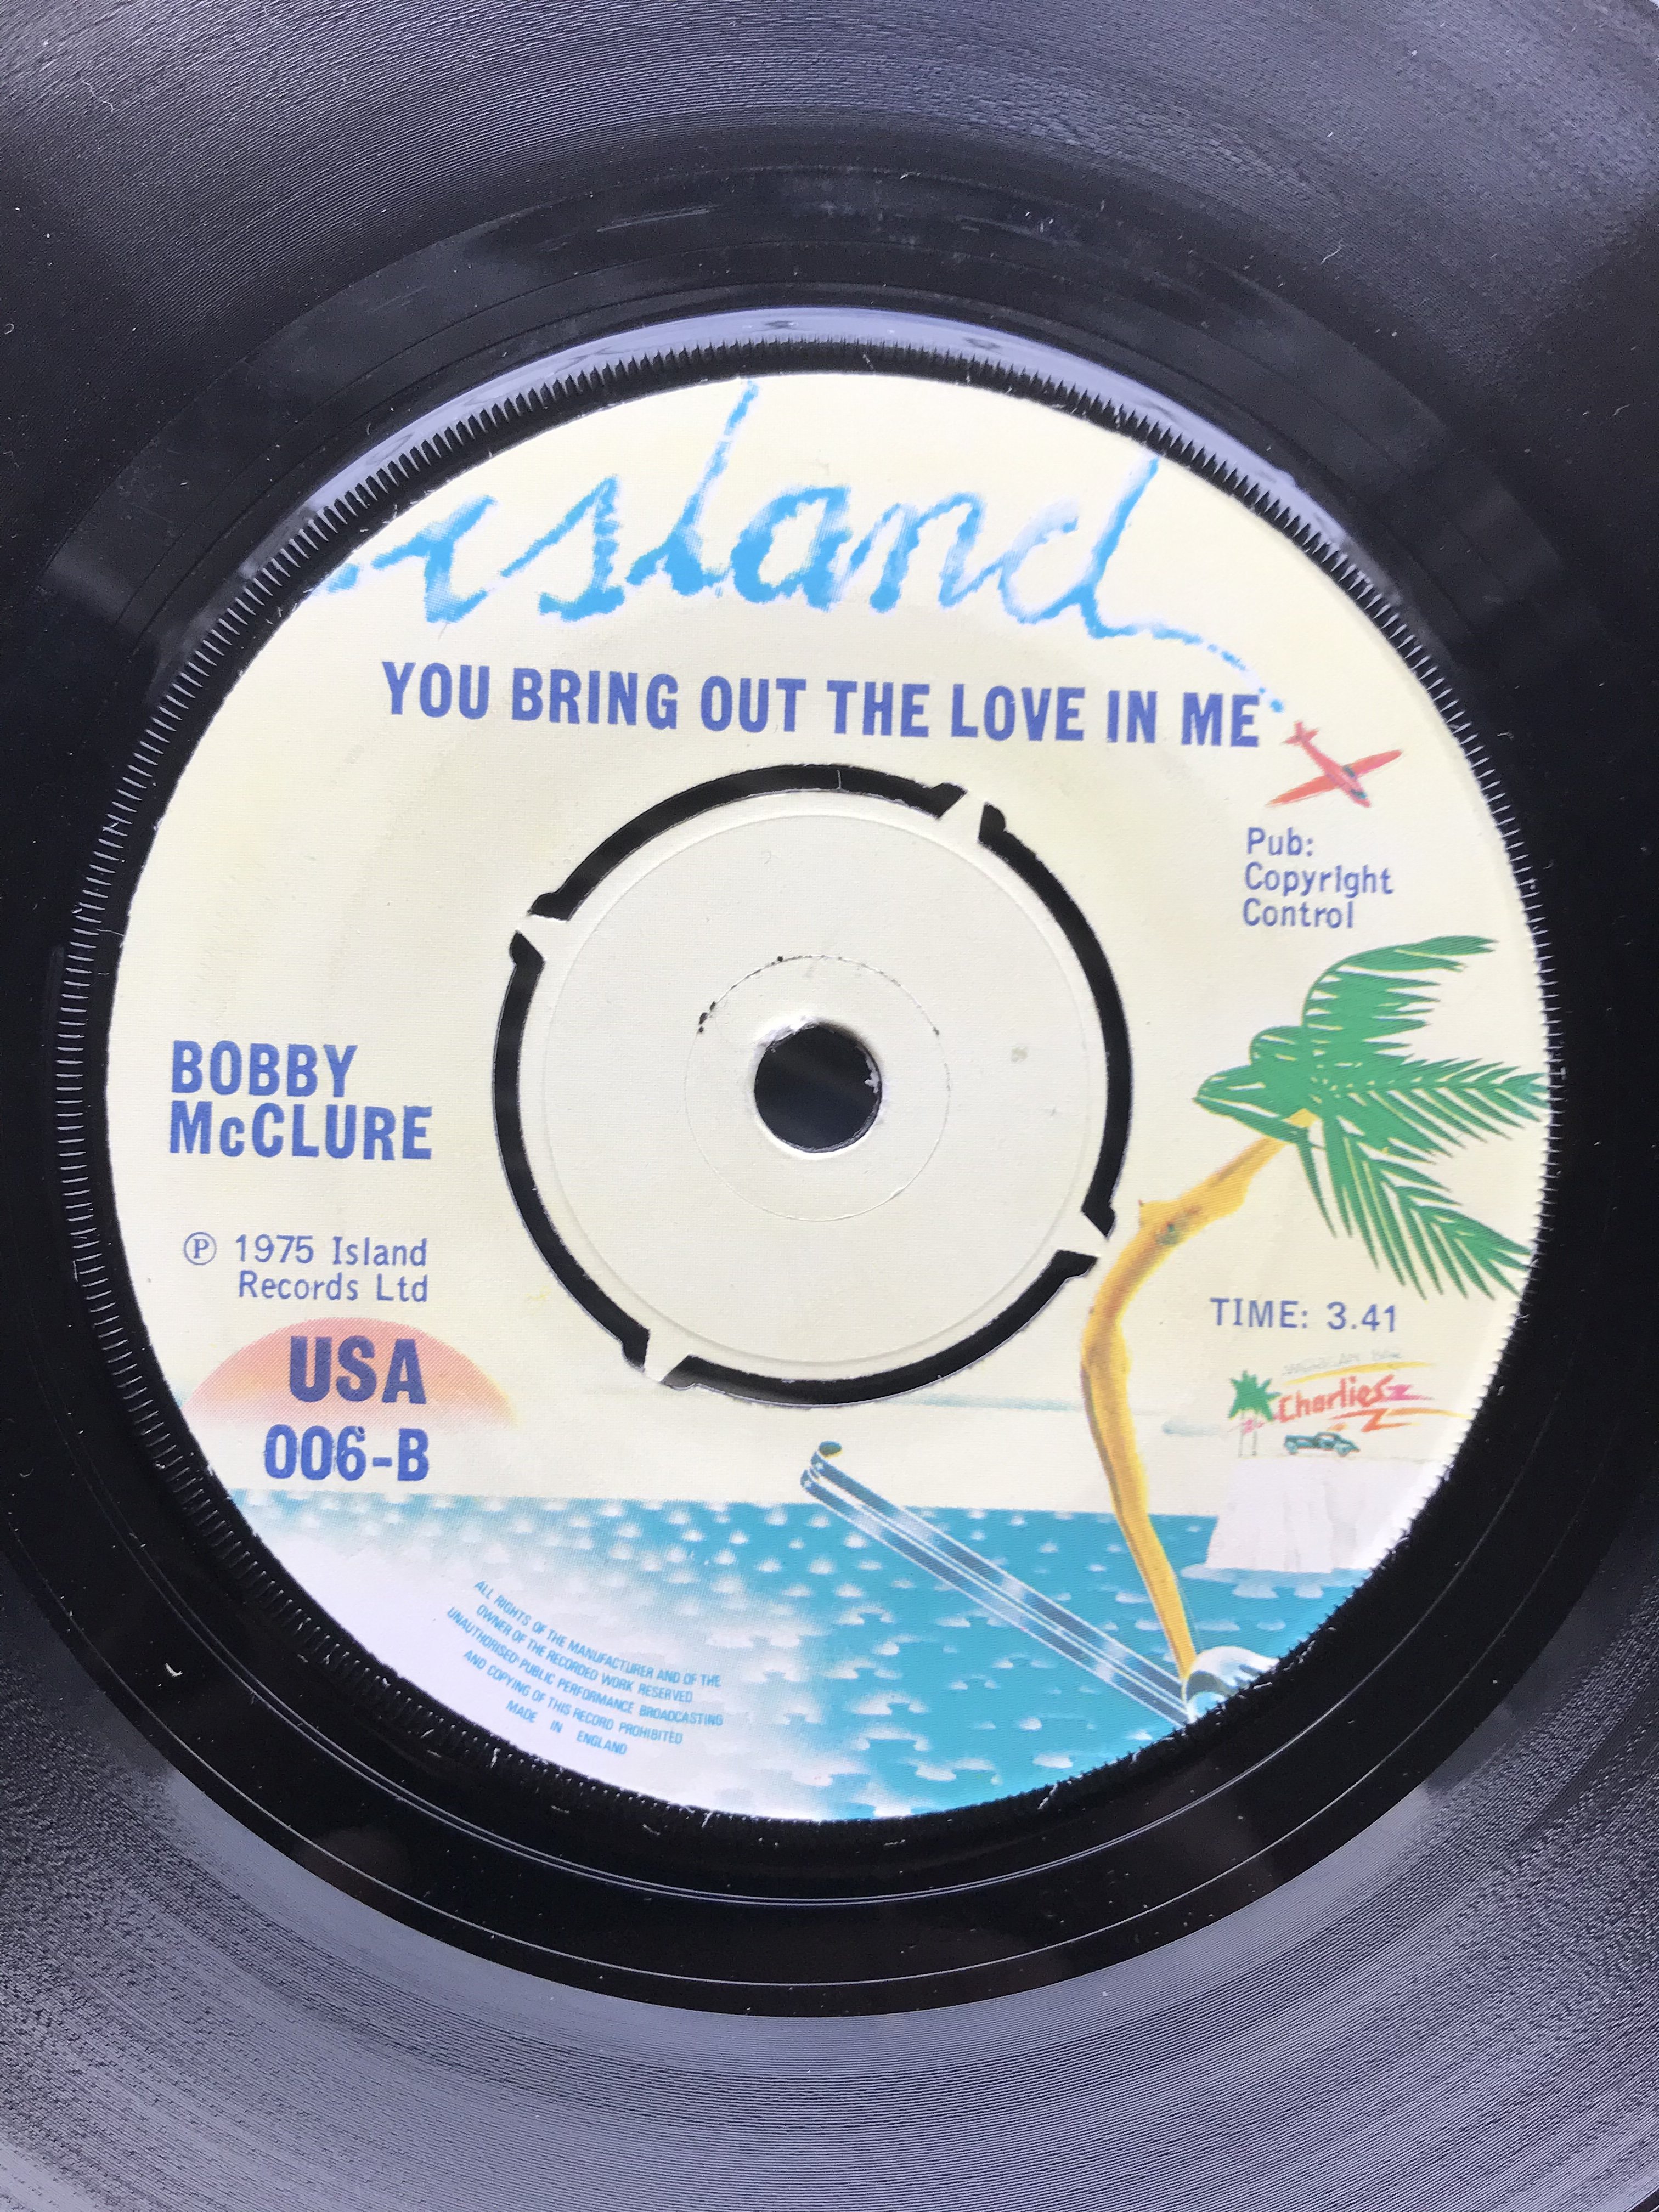 island
YOU BRING OUT THE LOVE IN ME
Pub:
Copyright
Control
BOBBY
McCLURE
℗ 1975 Island
Records Ltd
TIME: 3.41
USA
006-B
Charlies
ALL RIGHTS OF THE MANUFACTURER AND OF THE
OWNER OF THE RECORDED WORK RESERVED
UNAUTHORISED PUBLIC PERFORMANCE BROADCASTING
AND COPYING OF THIS RECORD PROHIBITED
MADE IN ENGLAND